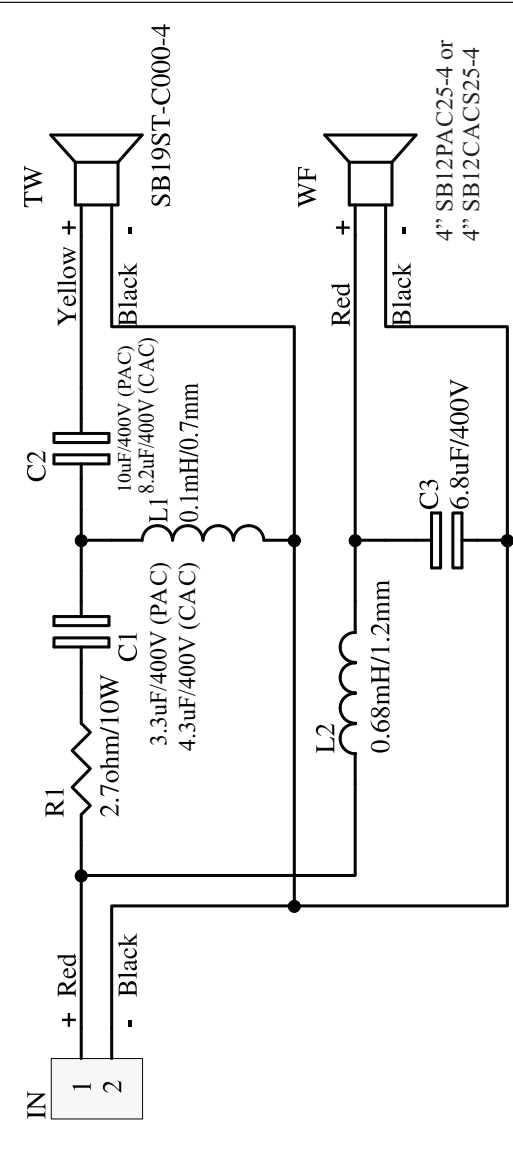 IN
1
2
+ Red
- Black
R1
2.7ohm/10W
C1
3.3uF/400V (PAC)
4.3uF/400V (CAC)
L1
0.1mH/0.7mm
C2
10uF/400V (PAC)
8.2uF/400V (CAC)
Yellow +
Black -
TW
SB19ST-C000-4
L2
0.68mH/1.2mm
C3
6.8uF/400V
Red +
Black -
WF
4” SB12PAC25-4 or
4” SB12CACS25-4